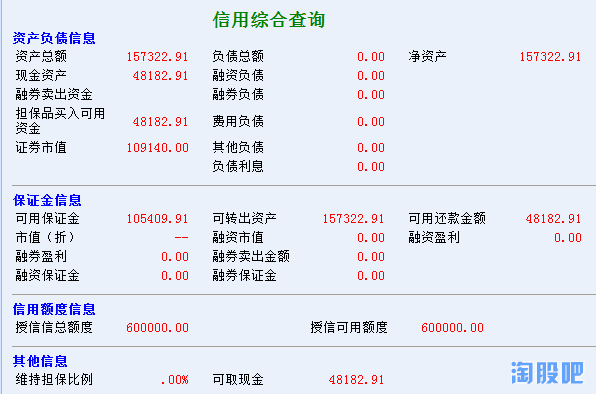 信用综合查询
资产负债信息
资产总额 157322.91 负债总额 0.00 净资产 157322.91
现金资产 48182.91 融资负债 0.00
融券卖出资金 融券负债 0.00
担保品买入可用
资金 48182.91 费用负债 0.00
证券市值 109140.00 其他负债 0.00
负债利息 0.00
保证金信息
可用保证金 105409.91 可转出资产 157322.91 可用还款金额 48182.91
市值（折） -- 融资市值 0.00 融资盈利 0.00
融券盈利 0.00 融券卖出金额 0.00
融资保证金 0.00 融券保证金 0.00
信用额度信息
授信信总额度 600000.00 授信可用额度 600000.00
其他信息
维持担保比例 .00% 可取现金 48182.91
淘股吧